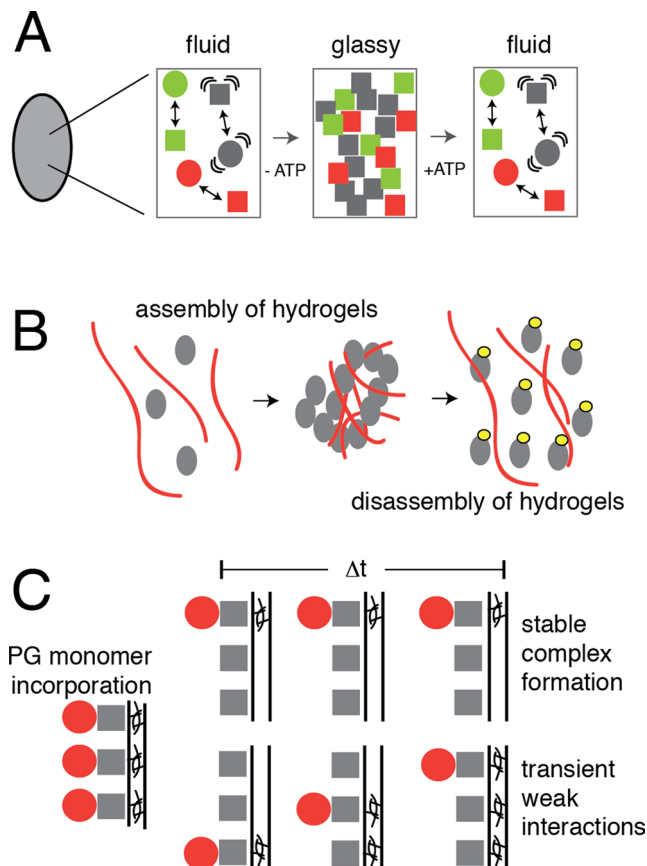 A
fluid
glassy
fluid
- ATP
+ATP
B
assembly of hydrogels
disassembly of hydrogels
C
Δt
PG monomer
incorporation
stable
complex
formation
transient
weak
interactions